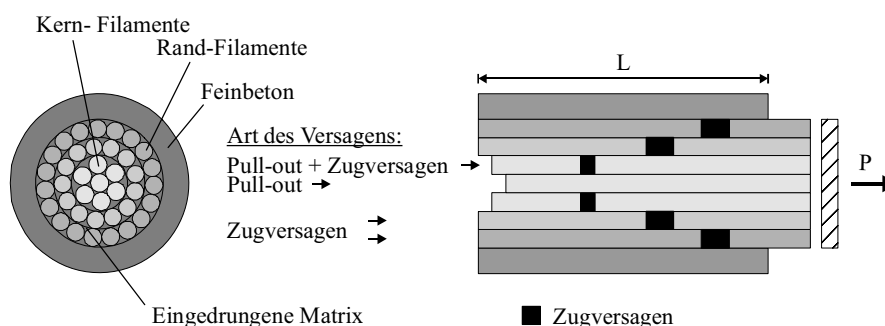 Kern- Filamente
Rand-Filamente
Feinbeton
Art des Versagens:
Pull-out + Zugversagen
Pull-out
Zugversagen
Eingedrungene Matrix
L
P
Zugversagen